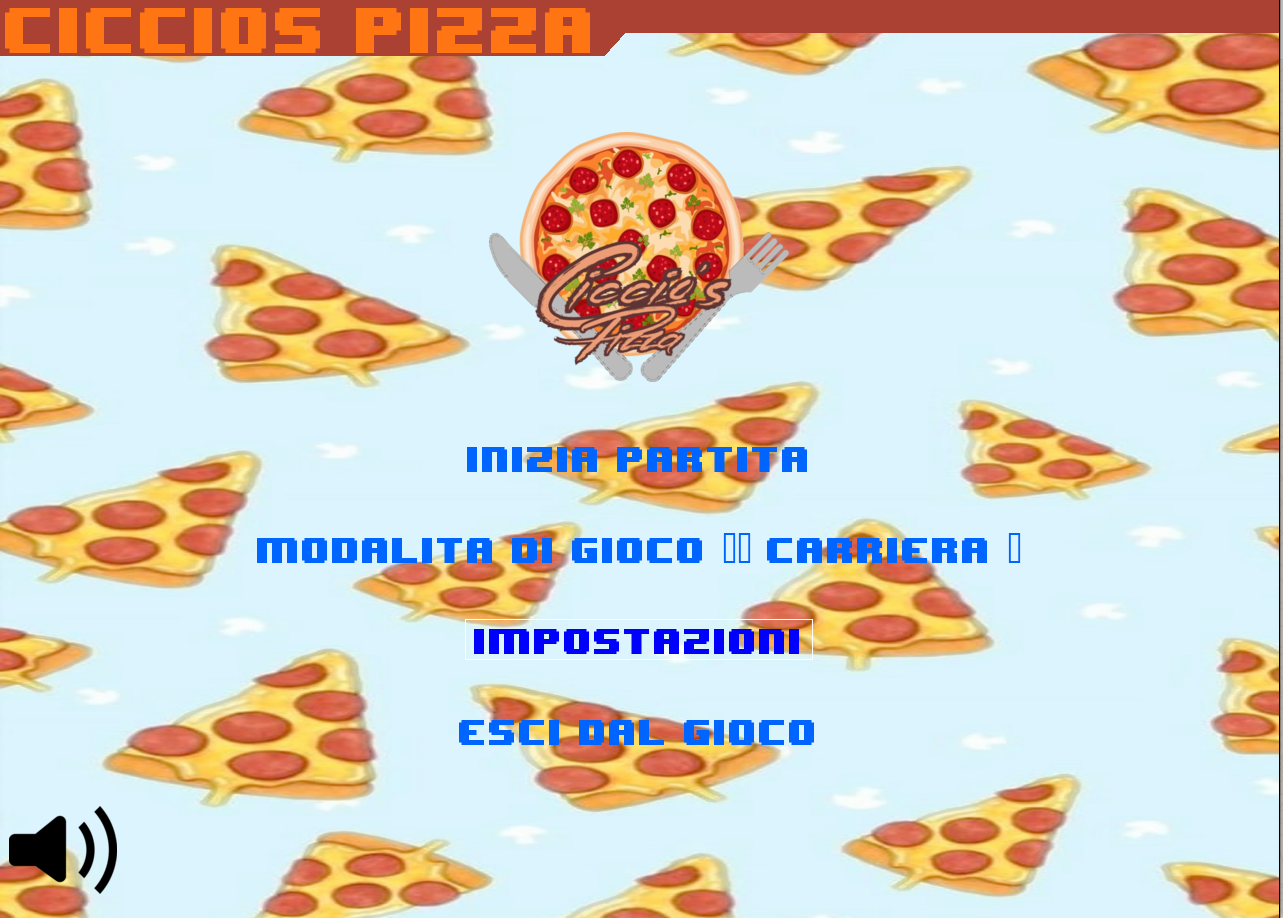 CICCIOS PIZZA
Ciccio's
Pizza
INIZIA PARTITA
MODALITA DI GIOCO ▯▯ CARRIERA ▯
IMPOSTAZIONI
ESCI DAL GIOCO